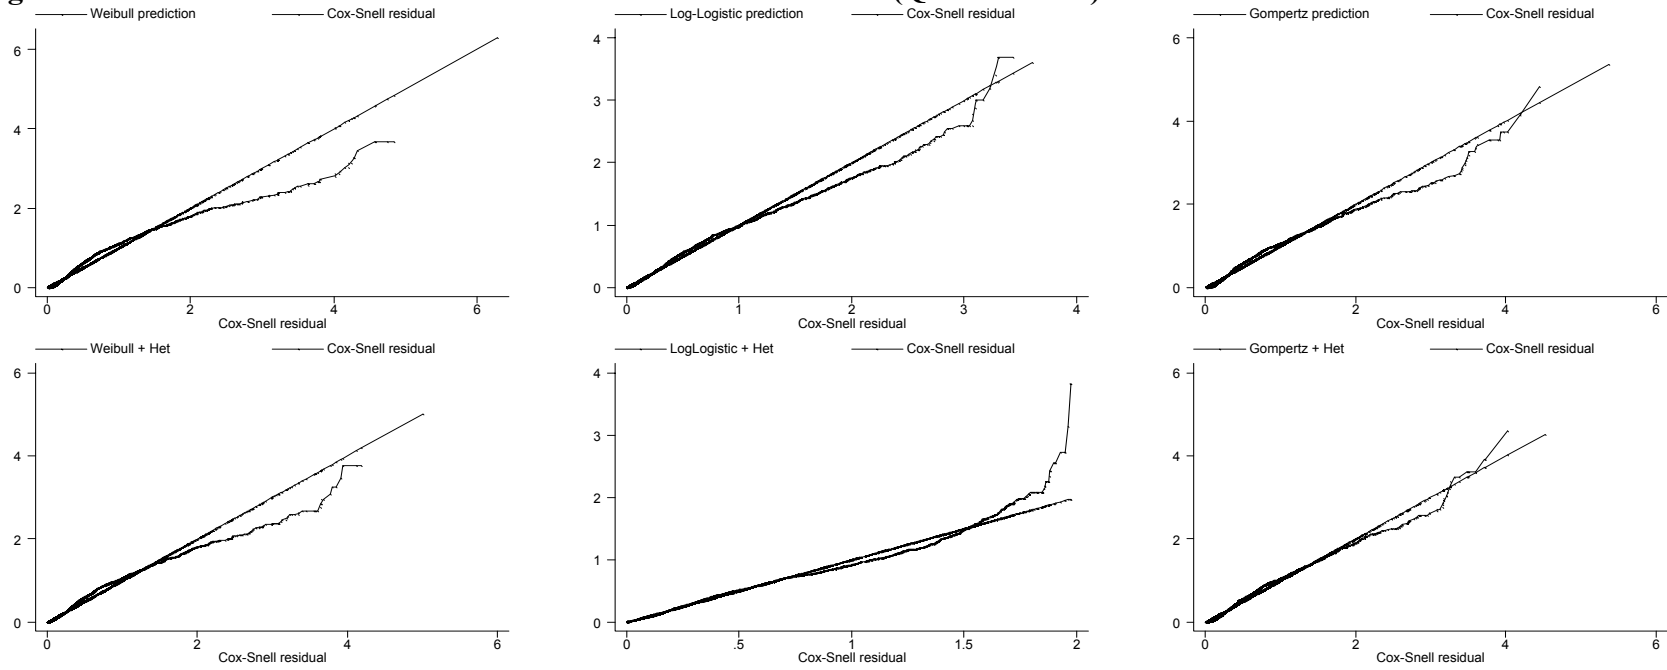 Weibull prediction Cox-Snell residual
6
4
2
0
0 2 4 6
Cox-Snell residual
Log-Logistic prediction Cox-Snell residual
4
3
2
1
0
0 1 2 3 4
Cox-Snell residual
Gompertz prediction Cox-Snell residual
6
4
2
0
0 2 4 6
Cox-Snell residual
Weibull + Het Cox-Snell residual
6
4
2
0
0 2 4 6
Cox-Snell residual
LogLogistic + Het Cox-Snell residual
4
3
2
1
0
0 .5 1 1.5 2
Cox-Snell residual
Gompertz + Het Cox-Snell residual
6
4
2
0
0 2 4 6
Cox-Snell residual